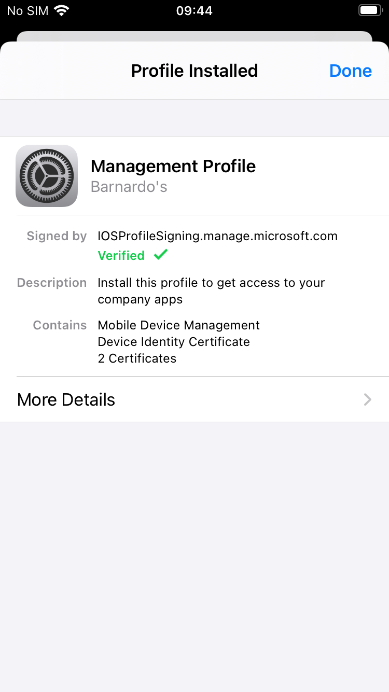 No SIM 09:44
Profile Installed Done
Management Profile
Barnardo's
Signed by IOSProfileSigning.manage.microsoft.com
Verified
Description Install this profile to get access to your
company apps
Contains Mobile Device Management
Device Identity Certificate
2 Certificates
More Details